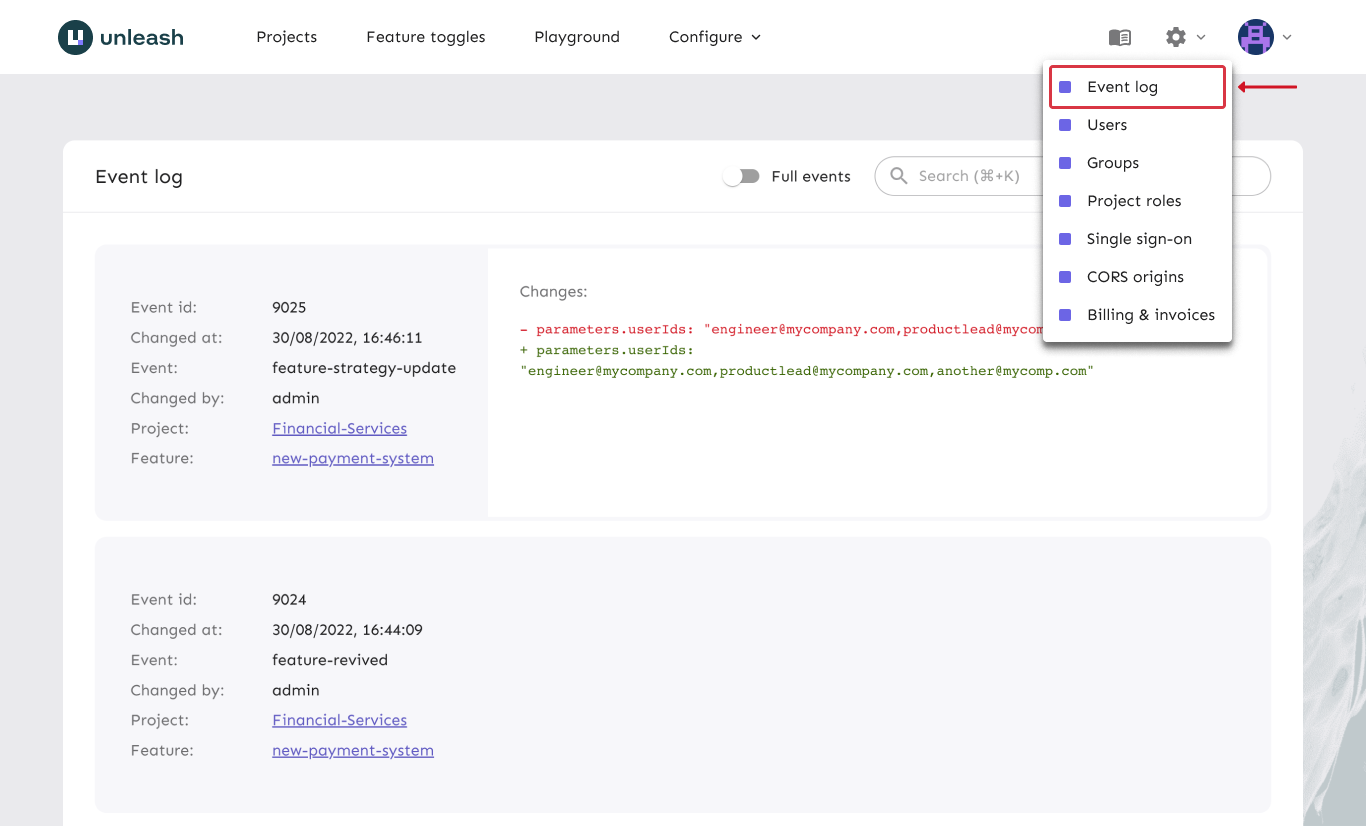 unleash Projects Feature toggles Playground Configure
Event log
Users
Groups
Project roles
Single sign-on
CORS origins
Billing & invoices
Event log Full events Search (⌘+K)
Event id: 9025
Changed at: 30/08/2022, 16:46:11
Event: feature-strategy-update
Changed by: admin
Project: Financial-Services
Feature: new-payment-system
Changes:
- parameters.userIds: "engineer@mycompany.com,productlead@mycom
+ parameters.userIds:
"engineer@mycompany.com,productlead@mycompany.com,another@mycomp.com"
Event id: 9024
Changed at: 30/08/2022, 16:44:09
Event: feature-revived
Changed by: admin
Project: Financial-Services
Feature: new-payment-system